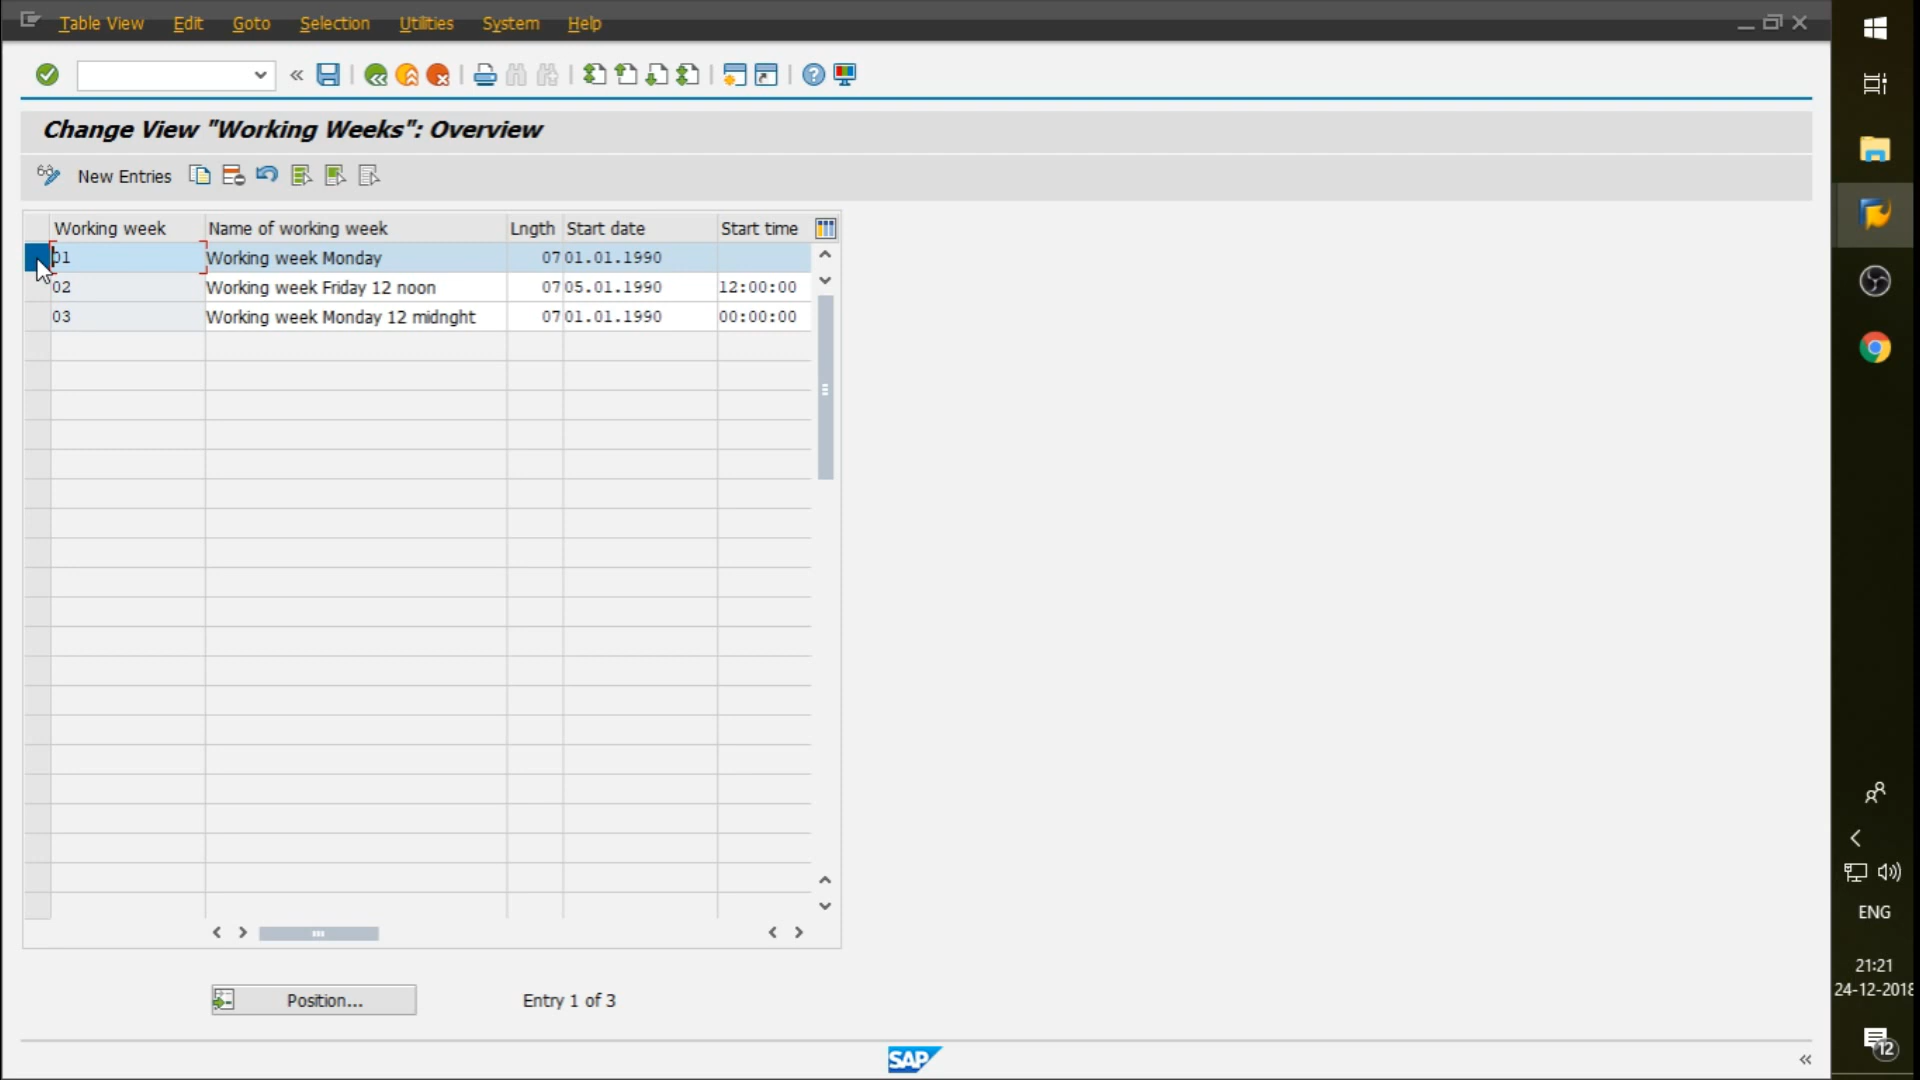 Table View Edit Goto Selection Utilities System Help
Change View "Working Weeks": Overview
New Entries
Working week Name of working week Lngth Start date Start time
01 Working week Monday 07 01.01.1990
02 Working week Friday 12 noon 07 05.01.1990 12:00:00
03 Working week Monday 12 midnght 07 01.01.1990 00:00:00
Position... Entry 1 of 3
SAP
ENG
21:21
24-12-2018
12